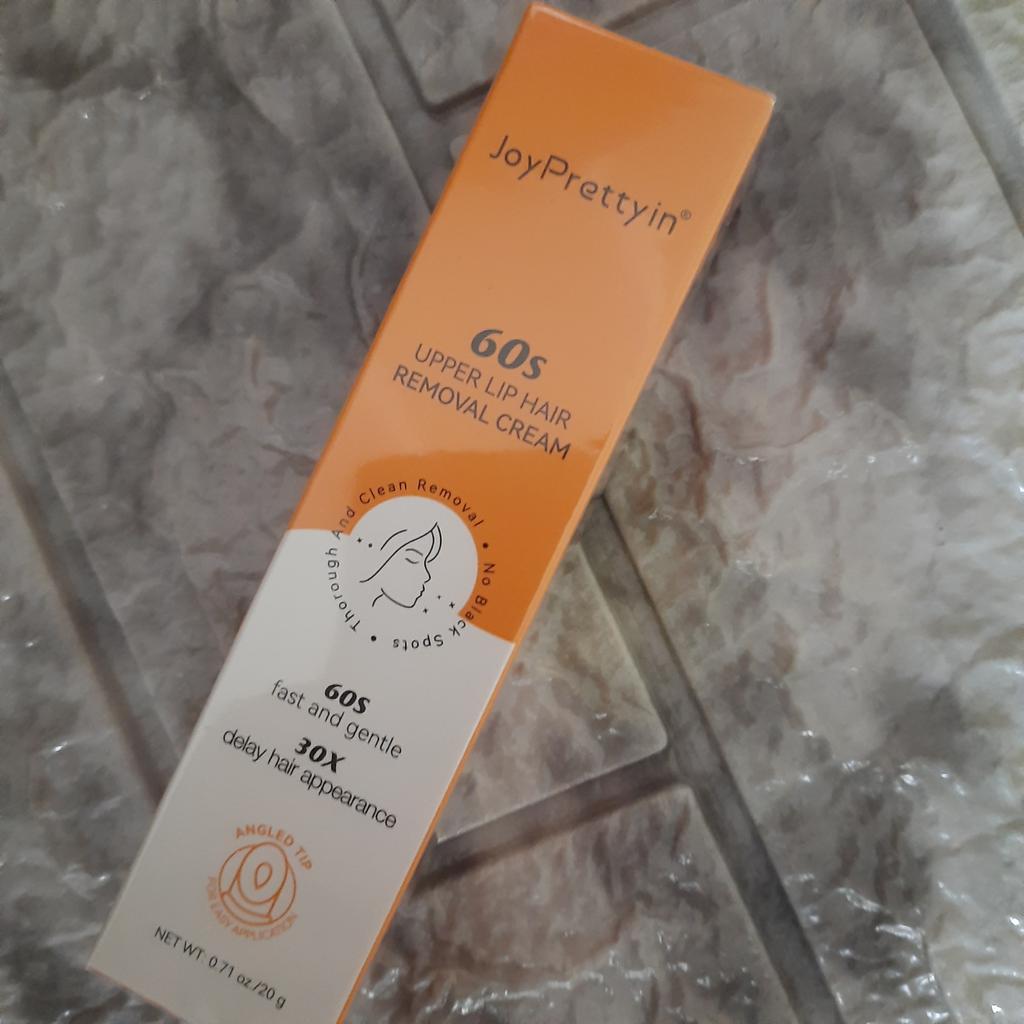 JoyPrettyin®
60s
UPPER LIP HAIR
REMOVAL CREAM
Thorough And Clean Removal • No Black Spots •
60S
fast and gentle
30X
delay hair appearance
ANGLED TIP
FOR EASY APPLICATION
NET WT: 0.71 oz./20 g